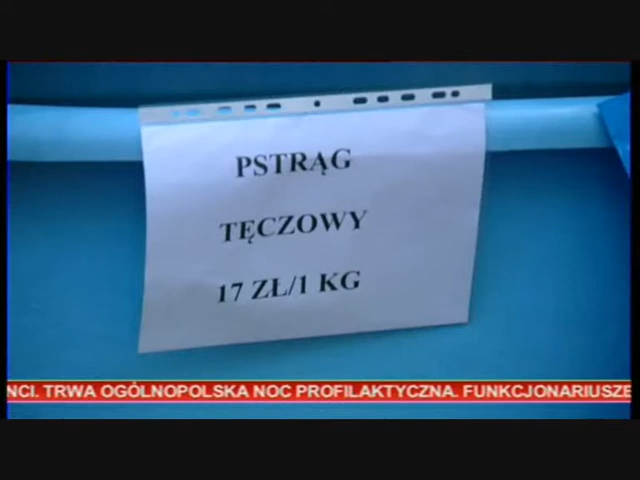 PSTRĄG
TĘCZOWY
17 ZŁ/1 KG
NCI. TRWA OGÓLNOPOLSKA NOC PROFILAKTYCZNA. FUNKCJONARIUSZE